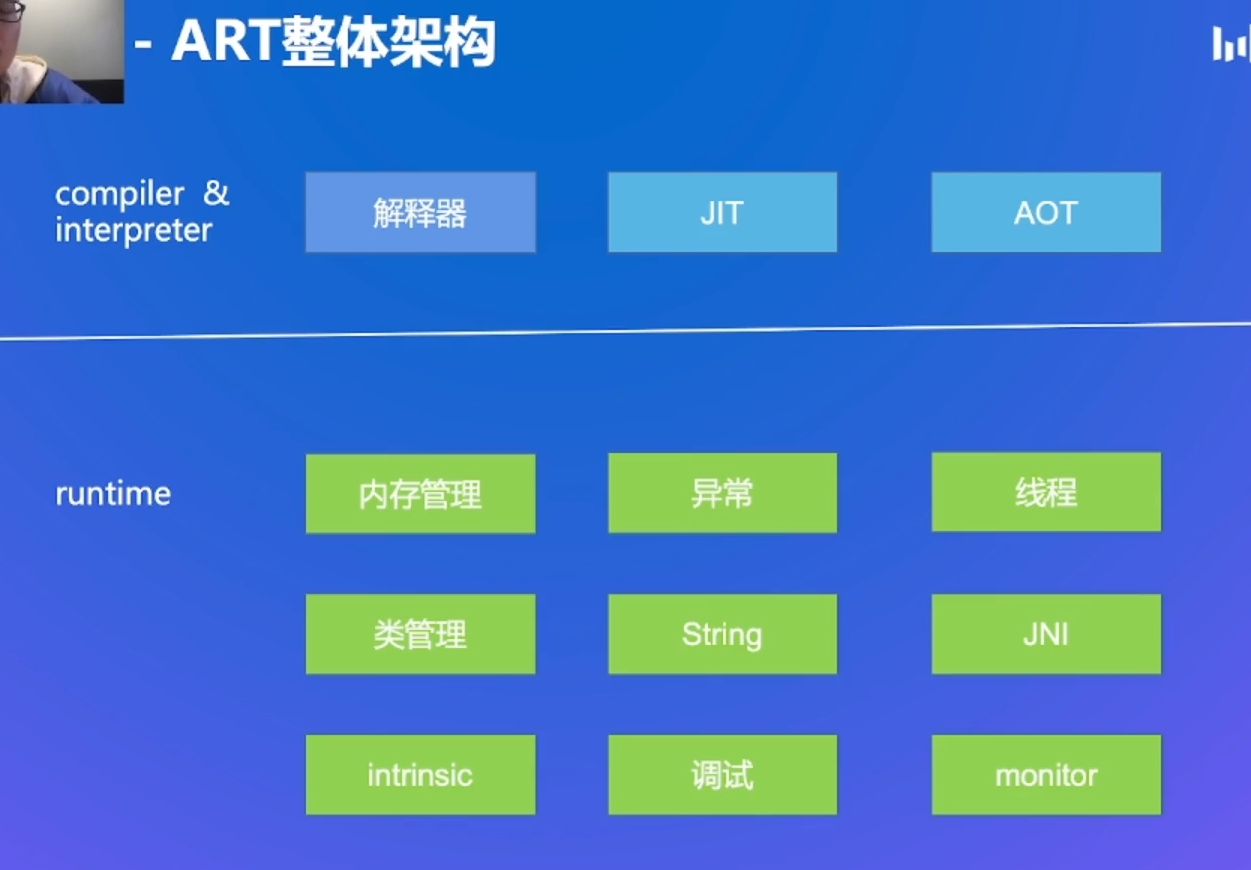 - ART整体架构
compiler &
interpreter
解释器
JIT
AOT
runtime
内存管理
异常
线程
类管理
String
JNI
intrinsic
调试
monitor